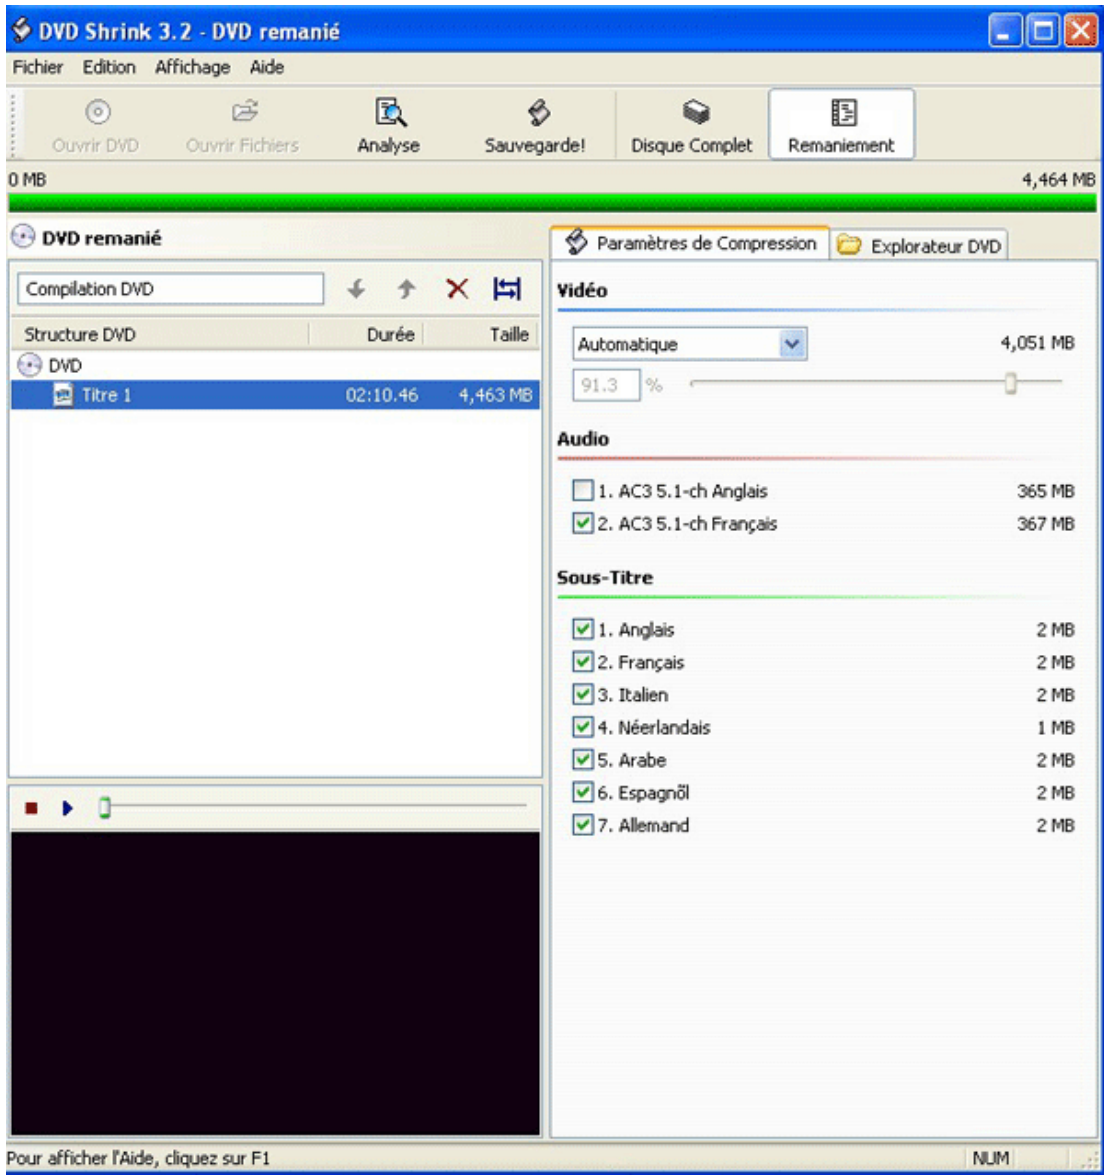 DVD Shrink 3.2 - DVD remanié
Fichier Edition Affichage Aide
Ouvrir DVD Ouvrir Fichiers Analyse Sauvegarde! Disque Complet Remaniement
0 MB 4,464 MB
DVD remanié
Paramètres de Compression Explorateur DVD
Compilation DVD
Vidéo
Structure DVD Durée Taille
Automatique 4,051 MB
DVD
91.3 %
Titre 1 02:10.46 4,463 MB
Audio
1. AC3 5.1-ch Anglais 365 MB
2. AC3 5.1-ch Français 367 MB
Sous-Titre
1. Anglais 2 MB
2. Français 2 MB
3. Italien 2 MB
4. Néerlandais 1 MB
5. Arabe 2 MB
6. Espagnõl 2 MB
7. Allemand 2 MB
Pour afficher l'Aide, cliquez sur F1 NUM